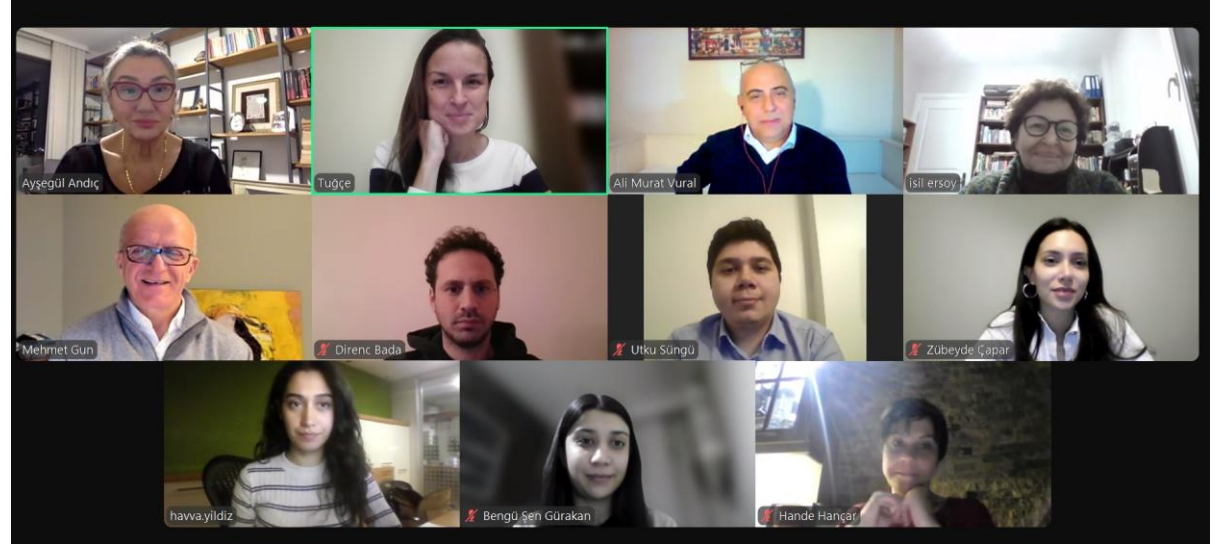 Ayşegül Andıç
Tuğçe
Ali Murat Vural
isil ersoy
Mehmet Gun
Direnc Bada
Utku Süngü
Zübeyde Çapar
havva.yildiz
Bengü Şen Gürakan
Hande Hançar